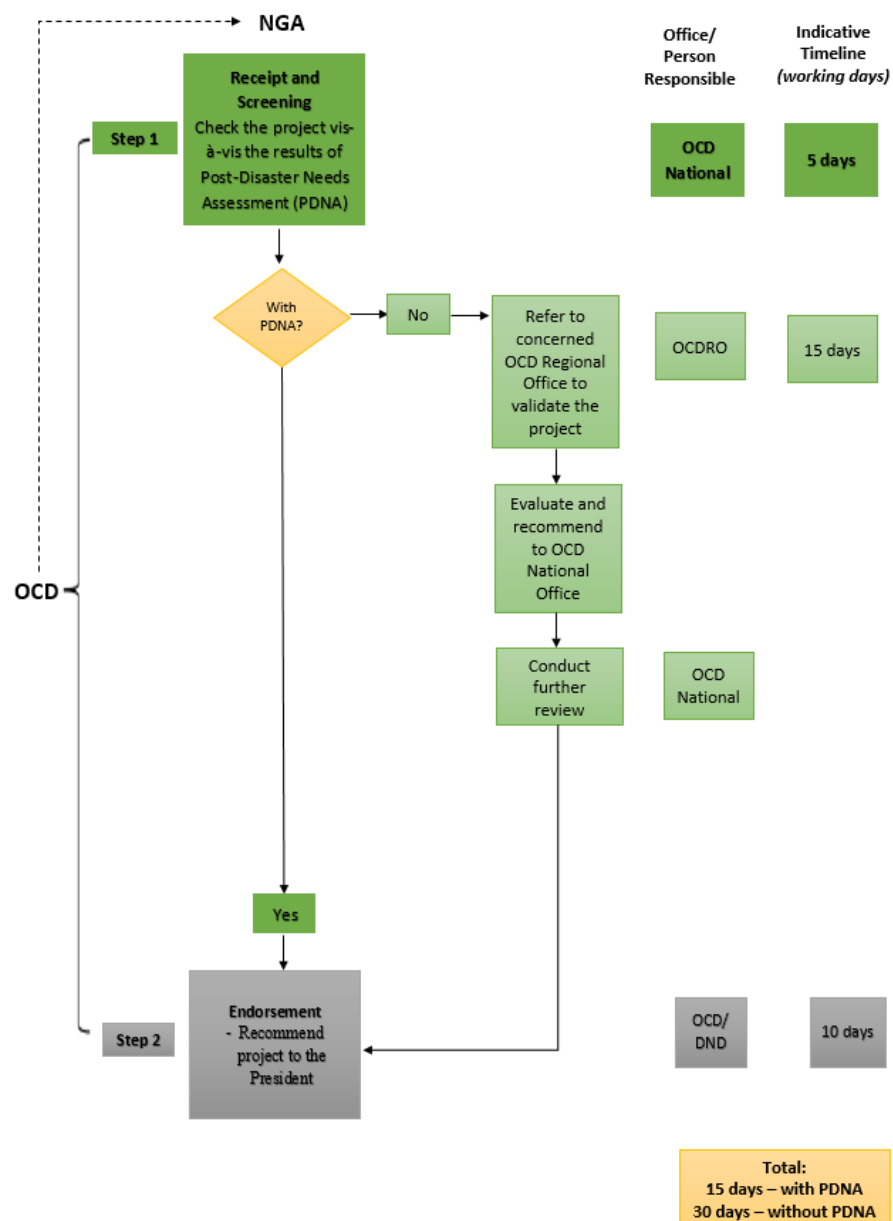 NGA
Office/
Person
Responsible
Indicative
Timeline
(working days)
Receipt and
Screening
Check the project vis-
à-vis the results of
Post-Disaster Needs
Assessment (PDNA)
Step 1
OCD
National
5 days
With
PDNA?
No
Refer to
concerned
OCD Regional
Office to
validate the
project
OCDRO
15 days
Evaluate and
recommend
to OCD
National
Office
OCD
Conduct
further
review
OCD
National
Yes
Step 2
Endorsement
- Recommend
project to the
President
OCD/
DND
10 days
Total:
15 days – with PDNA
30 days – without PDNA